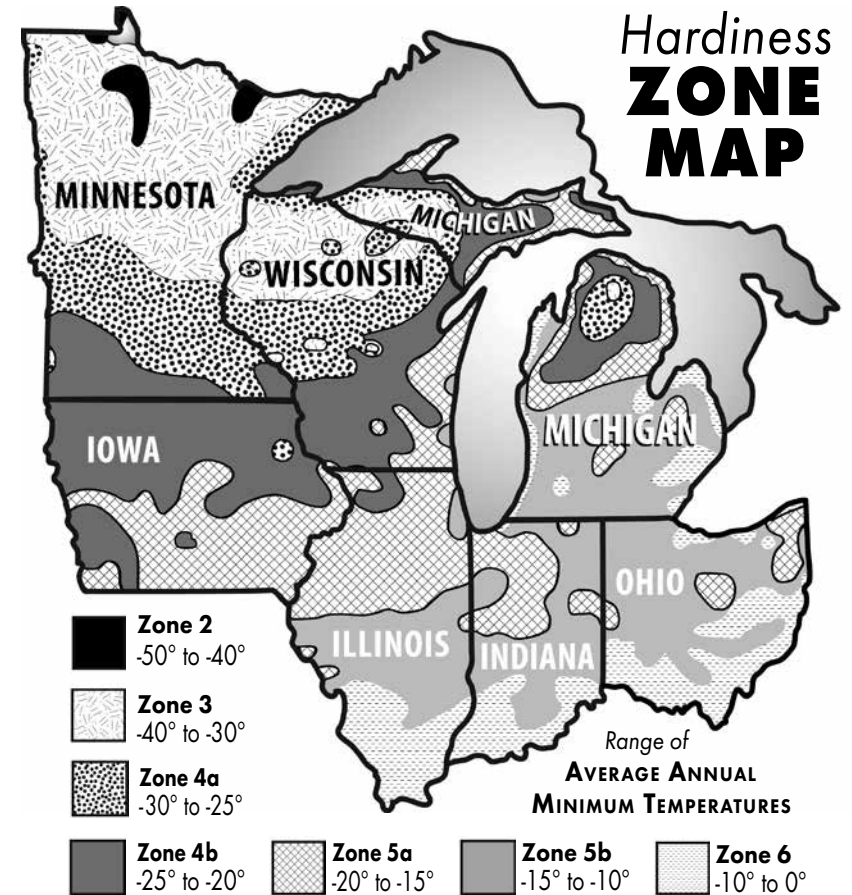 Hardiness
ZONE
MAP
MINNESOTA
MICHIGAN
WISCONSIN
MICHIGAN
IOWA
OHIO
ILLINOIS
INDIANA
Zone 2
-50° to -40°
Zone 3
-40° to -30°
Zone 4a
-30° to -25°
Range of
AVERAGE ANNUAL
MINIMUM TEMPERATURES
Zone 4b
-25° to -20°
Zone 5a
-20° to -15°
Zone 5b
-15° to -10°
Zone 6
-10° to 0°